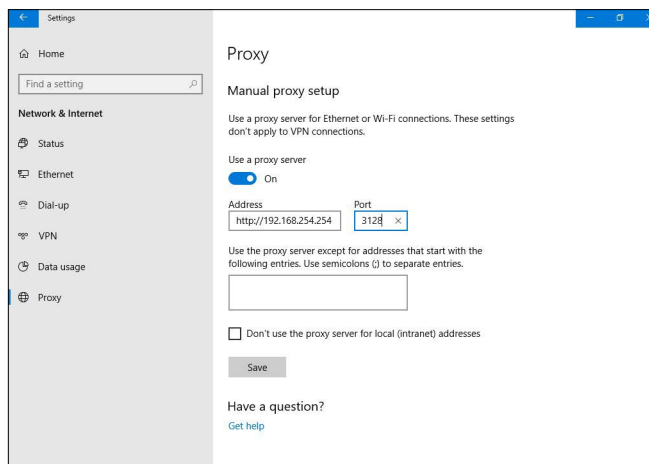 Settings
Home
Find a setting
Network & Internet
Status
Ethernet
Dial-up
VPN
Data usage
Proxy
Proxy
Manual proxy setup
Use a proxy server for Ethernet or Wi-Fi connections. These settings
don't apply to VPN connections.
Use a proxy server
On
Address Port
http://192.168.254.254 3128
Use the proxy server except for addresses that start with the
following entries. Use semicolons (;) to separate entries.
Don't use the proxy server for local (intranet) addresses
Save
Have a question?
Get help